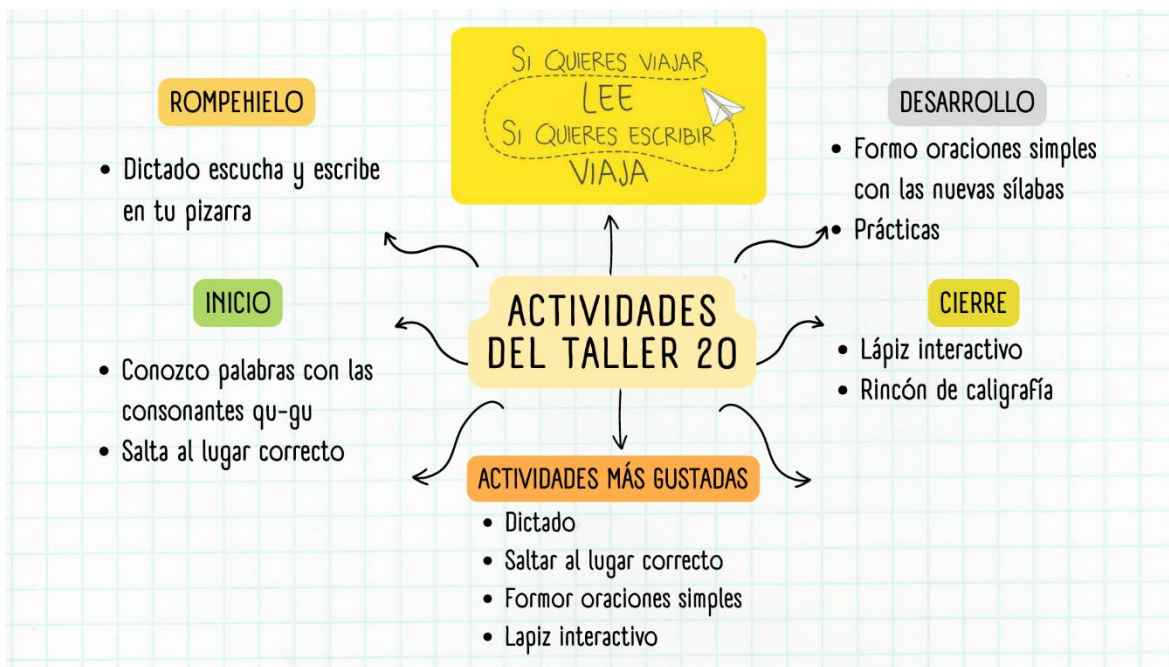 SI QUIERES VIAJAR
LEE
SI QUIERES ESCRIBIR
VIAJA
ROMPEHIELO
• Dictado escucha y escribe
en tu pizarra
DESARROLLO
• Formo oraciones simples
con las nuevas sílabas
• Prácticas
INICIO
• Conozco palabras con las
consonantes qu-gu
• Salta al lugar correcto
ACTIVIDADES
DEL TALLER 20
CIERRE
• Lápiz interactivo
• Rincón de caligrafía
ACTIVIDADES MÁS GUSTADAS
• Dictado
• Saltar al lugar correcto
• Formor oraciones simples
• Lapiz interactivo